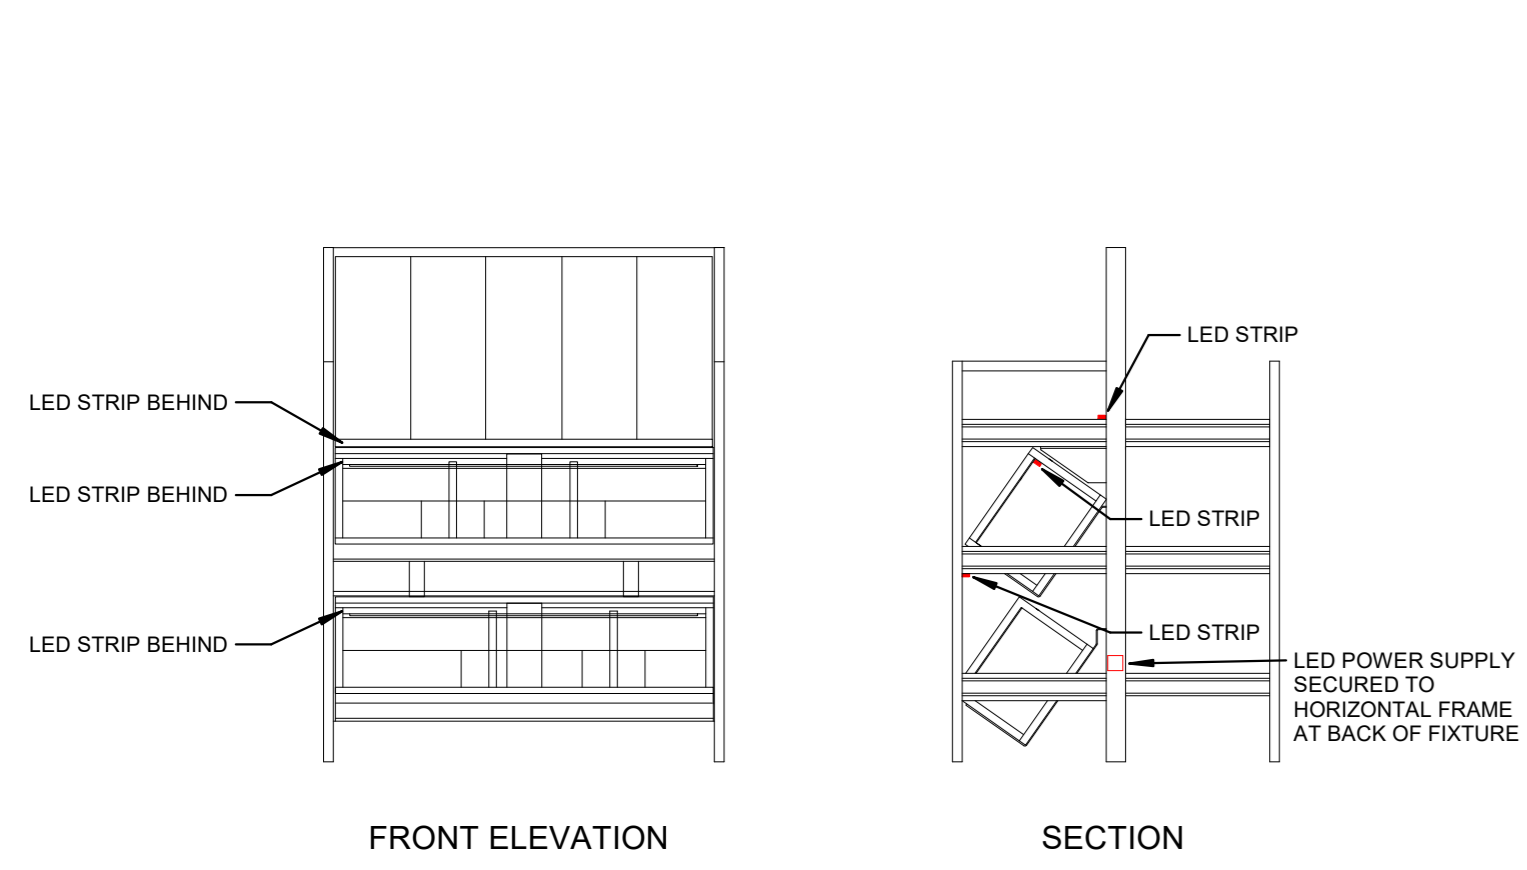 LED STRIP BEHIND
LED STRIP BEHIND
LED STRIP BEHIND
FRONT ELEVATION
LED STRIP
LED STRIP
LED STRIP
LED POWER SUPPLY
SECURED TO
HORIZONTAL FRAME
AT BACK OF FIXTURE
SECTION